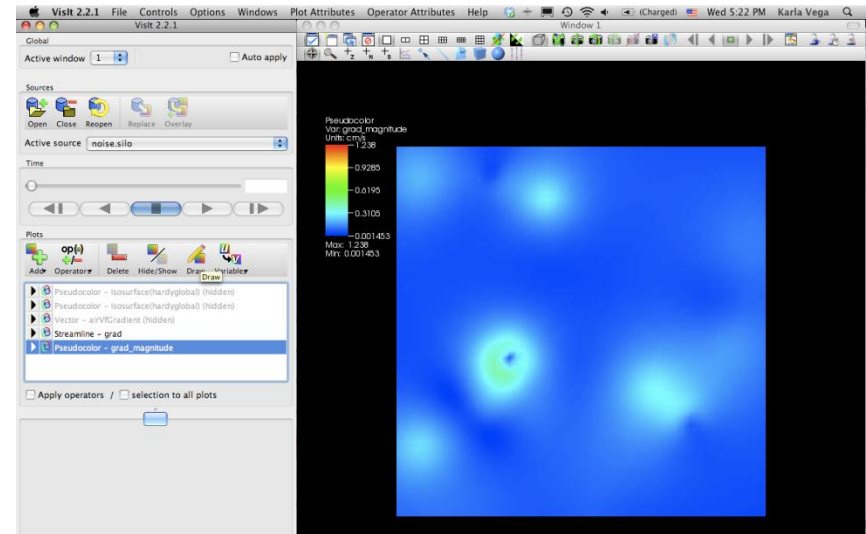 VisIt 2.2.1 File Controls Options Windows Plot Attributes Operator Attributes Help (Charged) Wed 5:22 PM Karla Vega
VisIt 2.2.1
Window 1
Global
Active window 1 Auto apply
Sources
Open Close Reopen Replace Overlay
Active source noise.silo
Time
Plots
op(e)
+/-
Add Operators Delete Hide/Show Draw Variables
Draw
Pseudocolor - Isosurface(hardyglobal) (hidden)
Pseudocolor - Isosurface(hardyglobal) (hidden)
Vector - airVfGradient (hidden)
Streamline - grad
Pseudocolor - grad_magnitude
Apply operators / selection to all plots
Pseudocolor
Var: grad_magnitude
Units: cm/s
1.238
0.9285
0.6195
0.3105
0.001453
Max: 1.238
Min: 0.001453